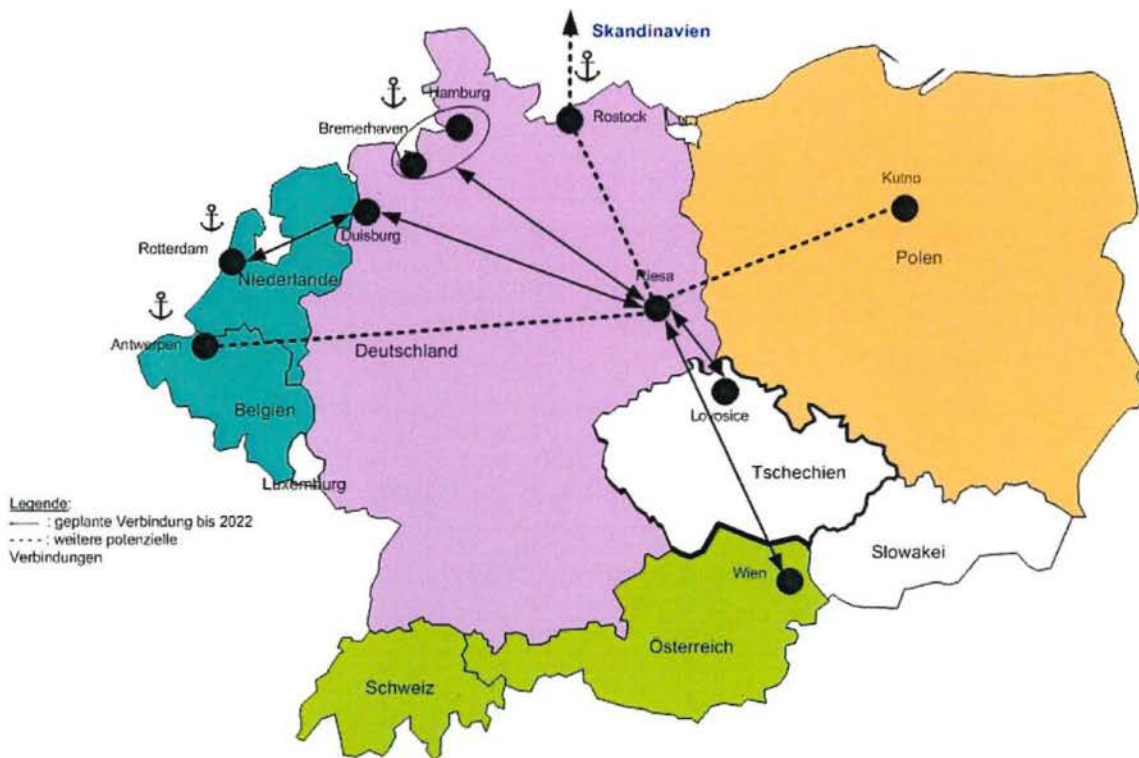 Skandinavien
Hamburg
Bremerhaven
Rostock
Kutno
Duisburg
Rotterdam
Niederlande
Polen
Riesa
Antwerpen
Deutschland
Belgien
Lovosice
Tschechien
Luxemburg
Legende:
: geplante Verbindung bis 2022
: weitere potenzielle
Verbindungen
Slowakei
Wien
Österreich
Schweiz